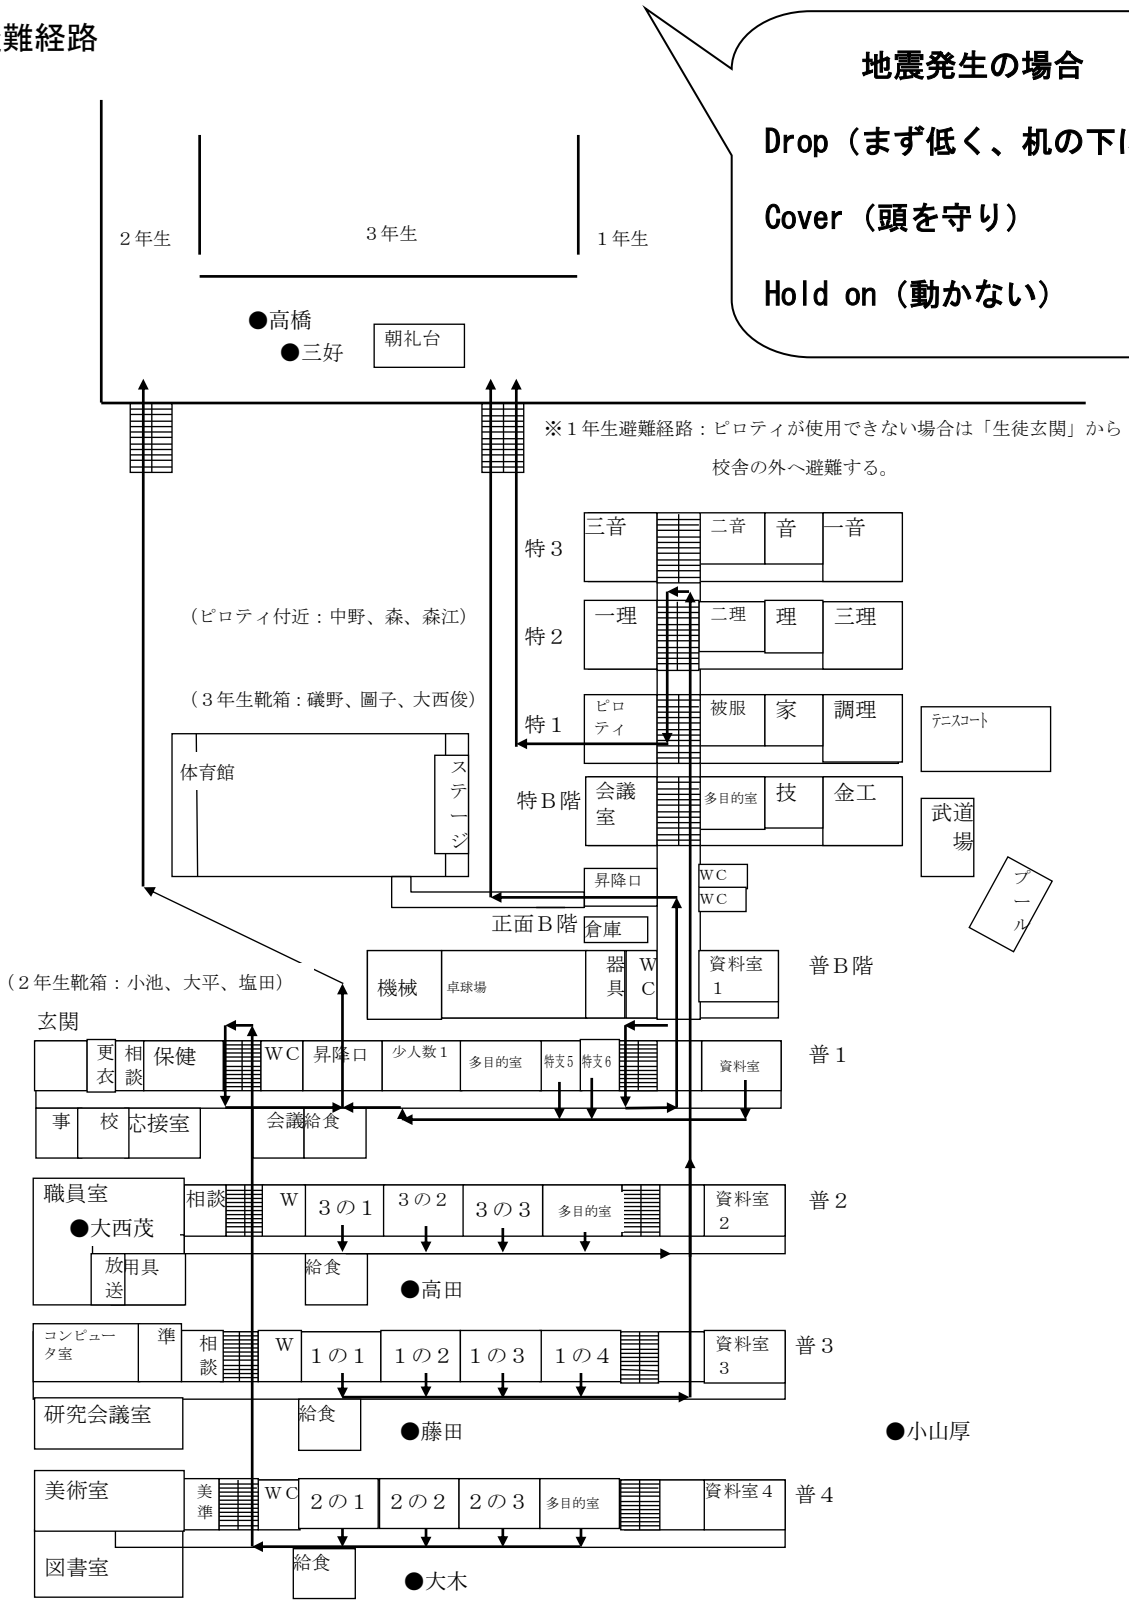 難経路
地震発生の場合
Drop（まず低く、机の下に
Cover（頭を守り）
Hold on（動かない）
２年生
３年生
１年生
●高橋
●三好
朝礼台
※１年生避難経路：ピロティが使用できない場合は「生徒玄関」から
校舎の外へ避難する。
特３
三音
二音
音
一音
（ピロティ付近：中野、森、森江）
特２
一理
二理
理
三理
（３年生靴箱：礒野、圖子、大西俊）
特１
ピロ
ティ
被服
家
調理
テニスコート
体育館
ステージ
特Ｂ階
会議
室
多目的室
技
金工
武道
場
プール
昇降口
WC
WC
正面Ｂ階
倉庫
（２年生靴箱：小池、大平、塩田）
機械
卓球場
器具
WC
資料室
１
普Ｂ階
玄関
更衣
相談
保健
WC
昇降口
少人数１
多目的室
特支５
特支６
資料室
普１
事
校
応接室
会議
給食
職員室
●大西茂
相談
W
３の１
３の２
３の３
多目的室
資料室
２
普２
放送
用具
給食
●高田
コンピュー
タ室
準
相談
W
１の１
１の２
１の３
１の４
資料室
３
普３
研究会議室
給食
●藤田
●小山厚
美術室
美準
WC
２の１
２の２
２の３
多目的室
資料室４
普４
図書室
給食
●大木